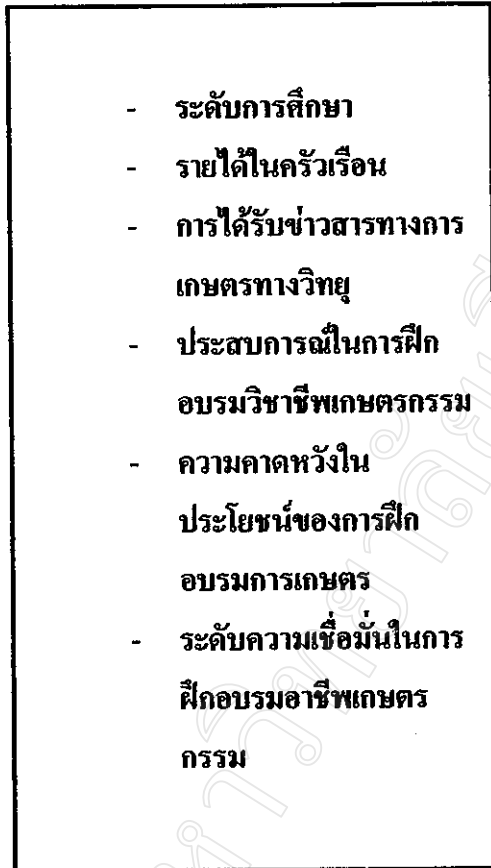 - ระดับการศึกษา
- รายได้ในครัวเรือน
- การได้รับข่าวสารทางการ
เกษตรทางวิทยุ
- ประสบการณ์ในการฝึก
อบรมวิชาชีพเกษตรกรรม
- ความคาดหวังใน
ประโยชน์ของการฝึก
อบรมการเกษตร
- ระดับความเชื่อมั่นในการ
ฝึกอบรมอาชีพเกษตร
กรรม